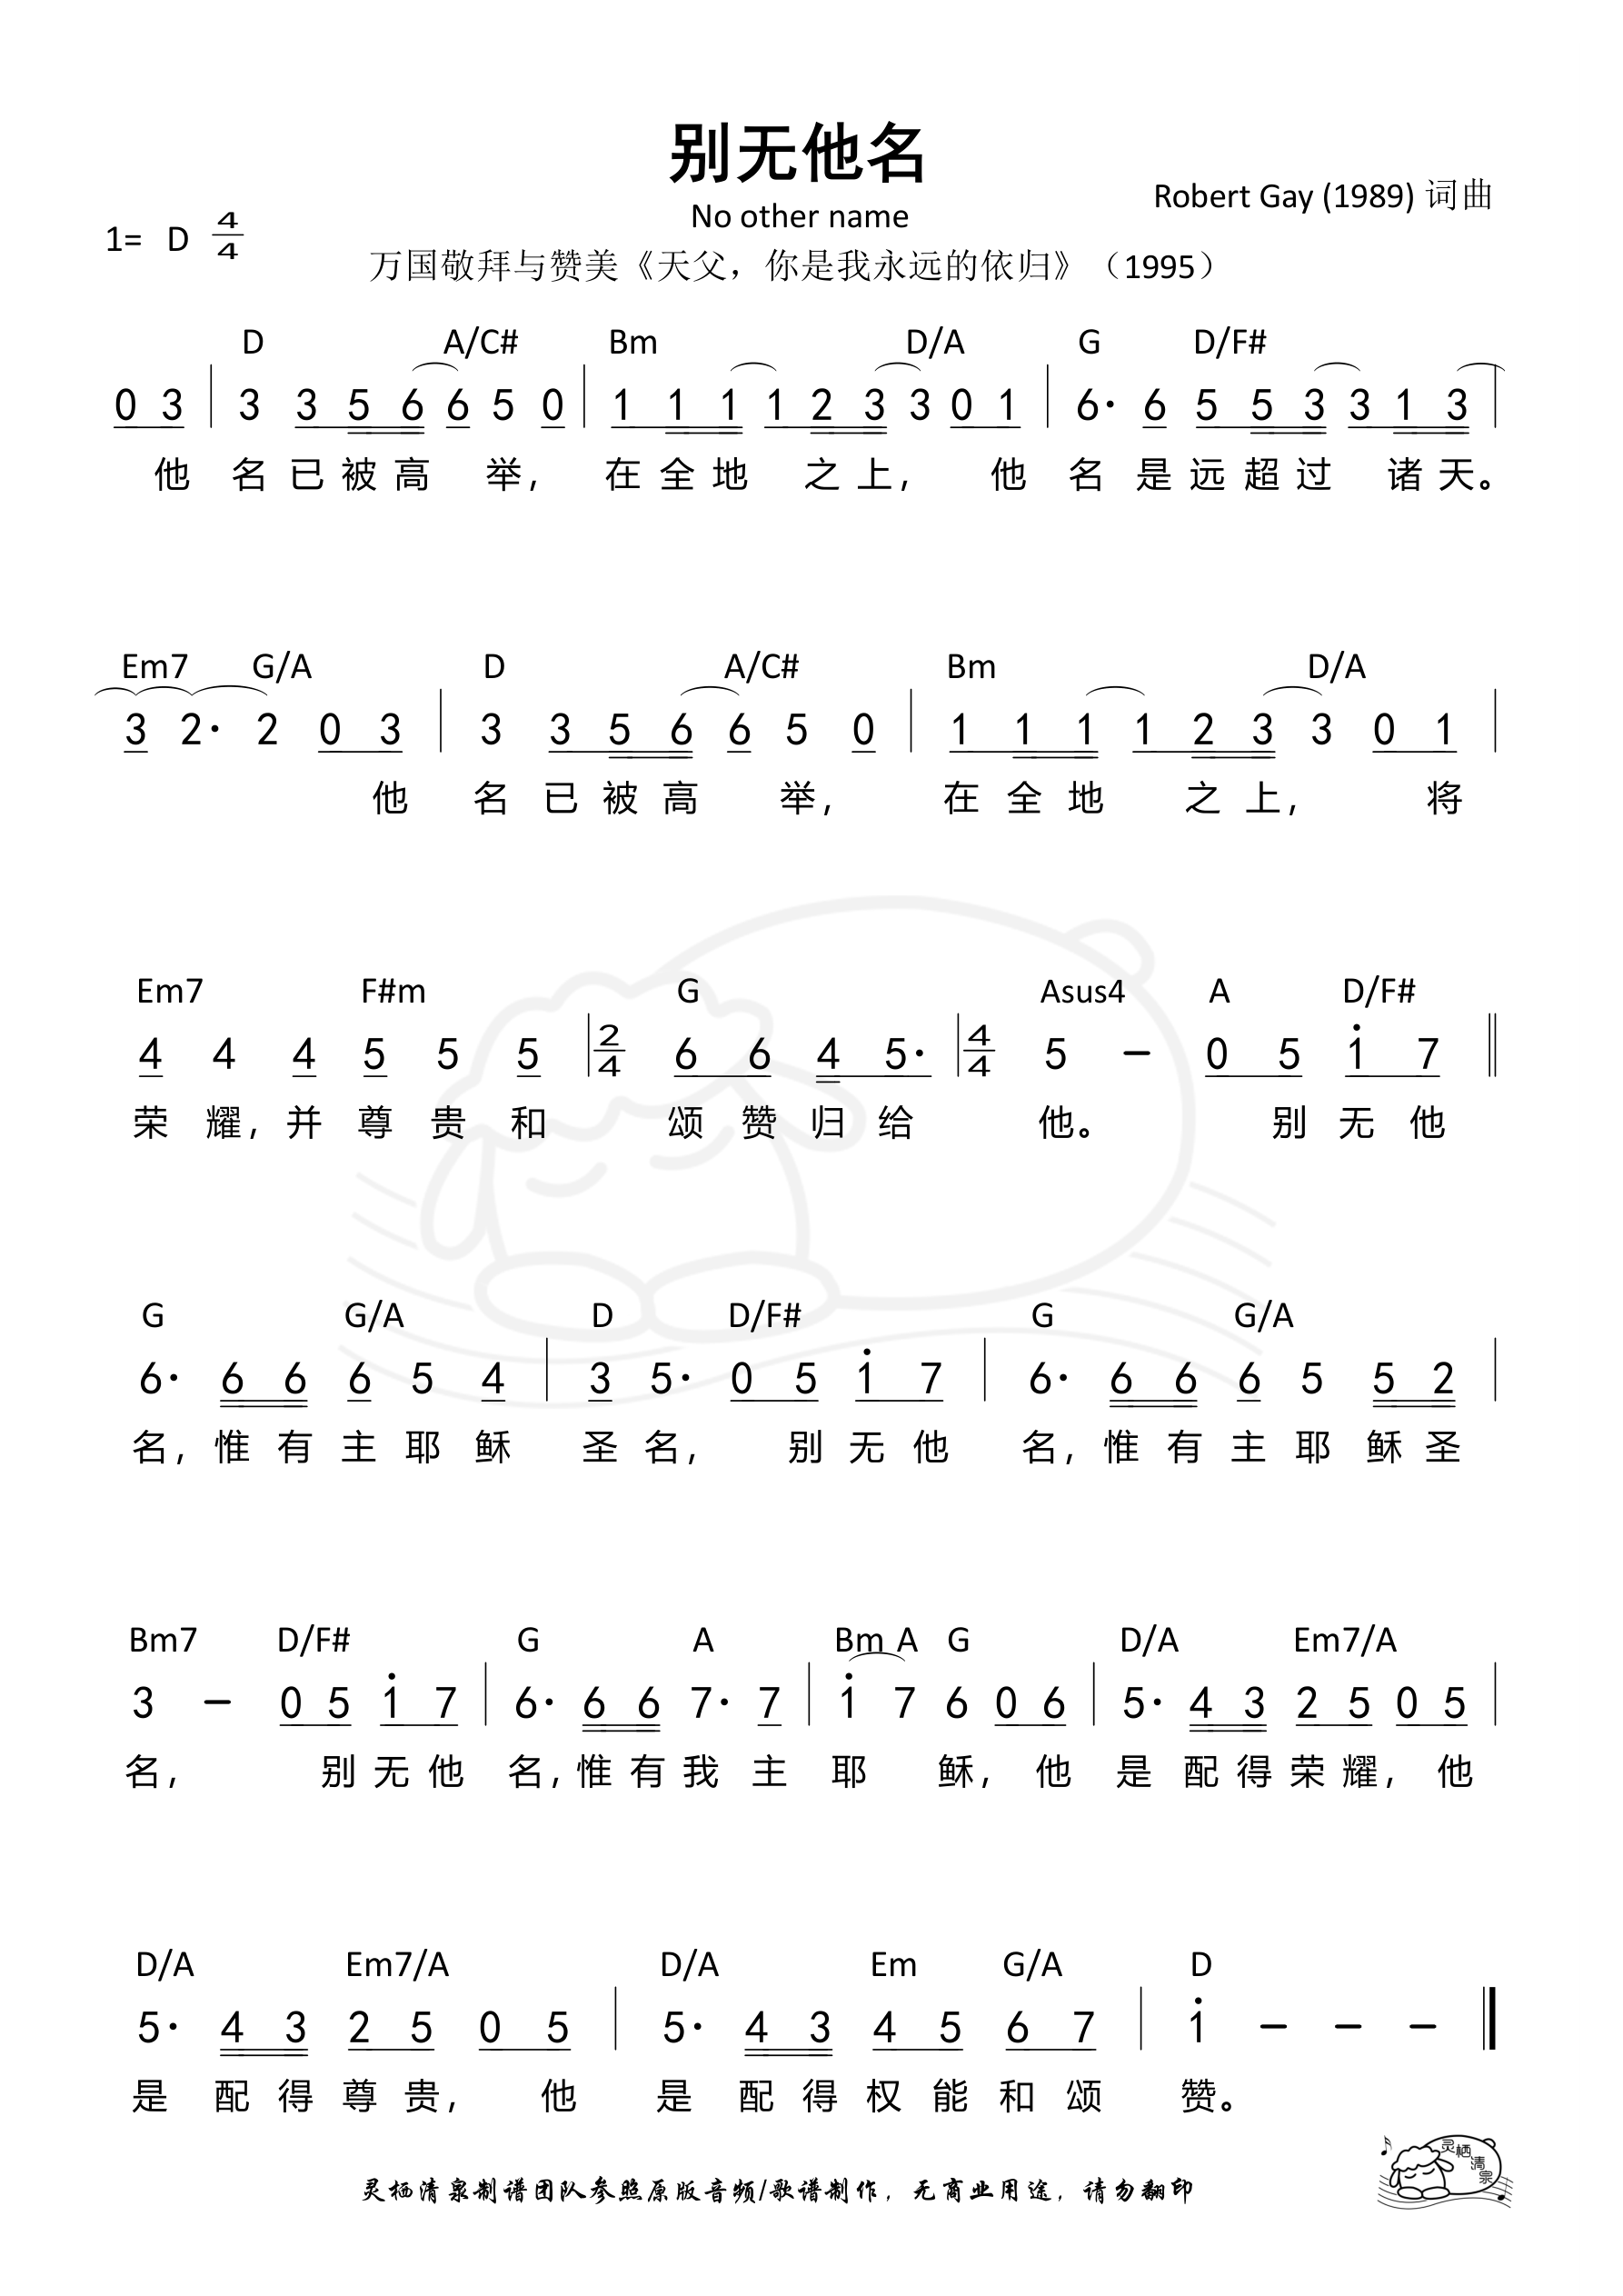 别无他名
No other name
Robert Gay (1989) 词曲
1= D 4/4
万国敬拜与赞美《天父，你是我永远的依归》（1995）
D A/C# Bm D/A G D/F#
0 3 | 3 3 5 6 6 5 0 | 1 1 1 1 2 3 3 0 1 | 6· 6 5 5 3 3 1 3 |
他 名 已 被 高 举， 在 全 地 之 上， 他 名 是 远 超 过 诸 天。
Em7 G/A D A/C# Bm D/A
3 2· 2 0 3 | 3 3 5 6 6 5 0 | 1 1 1 1 2 3 3 0 1 |
他 名 已 被 高 举， 在 全 地 之 上， 将
Em7 F#m G Asus4 A D/F#
4 4 4 5 5 5 | 2/4 6 6 4 5· | 4/4 5 － 0 5 i 7 ||
荣 耀， 并 尊 贵 和 颂 赞 归 给 他。 别 无 他
G G/A D D/F# G G/A
6· 6 6 6 5 4 | 3 5· 0 5 i 7 | 6· 6 6 6 5 5 2 |
名， 惟 有 主 耶 稣 圣 名， 别 无 他 名， 惟 有 主 耶 稣 圣
Bm7 D/F# G A Bm A G D/A Em7/A
3 － 0 5 i 7 | 6· 6 6 7· 7 | i 7 6 0 6 | 5· 4 3 2 5 0 5 |
名， 别 无 他 名， 惟 有 我 主 耶 稣， 他 是 配 得 荣 耀， 他
D/A Em7/A D/A Em G/A D
5· 4 3 2 5 0 5 | 5· 4 3 4 5 6 7 | i － － － ||
是 配 得 尊 贵， 他 是 配 得 权 能 和 颂 赞。
灵栖清泉
灵栖清泉制谱团队参照原版音频/歌谱制作，无商业用途，请勿翻印